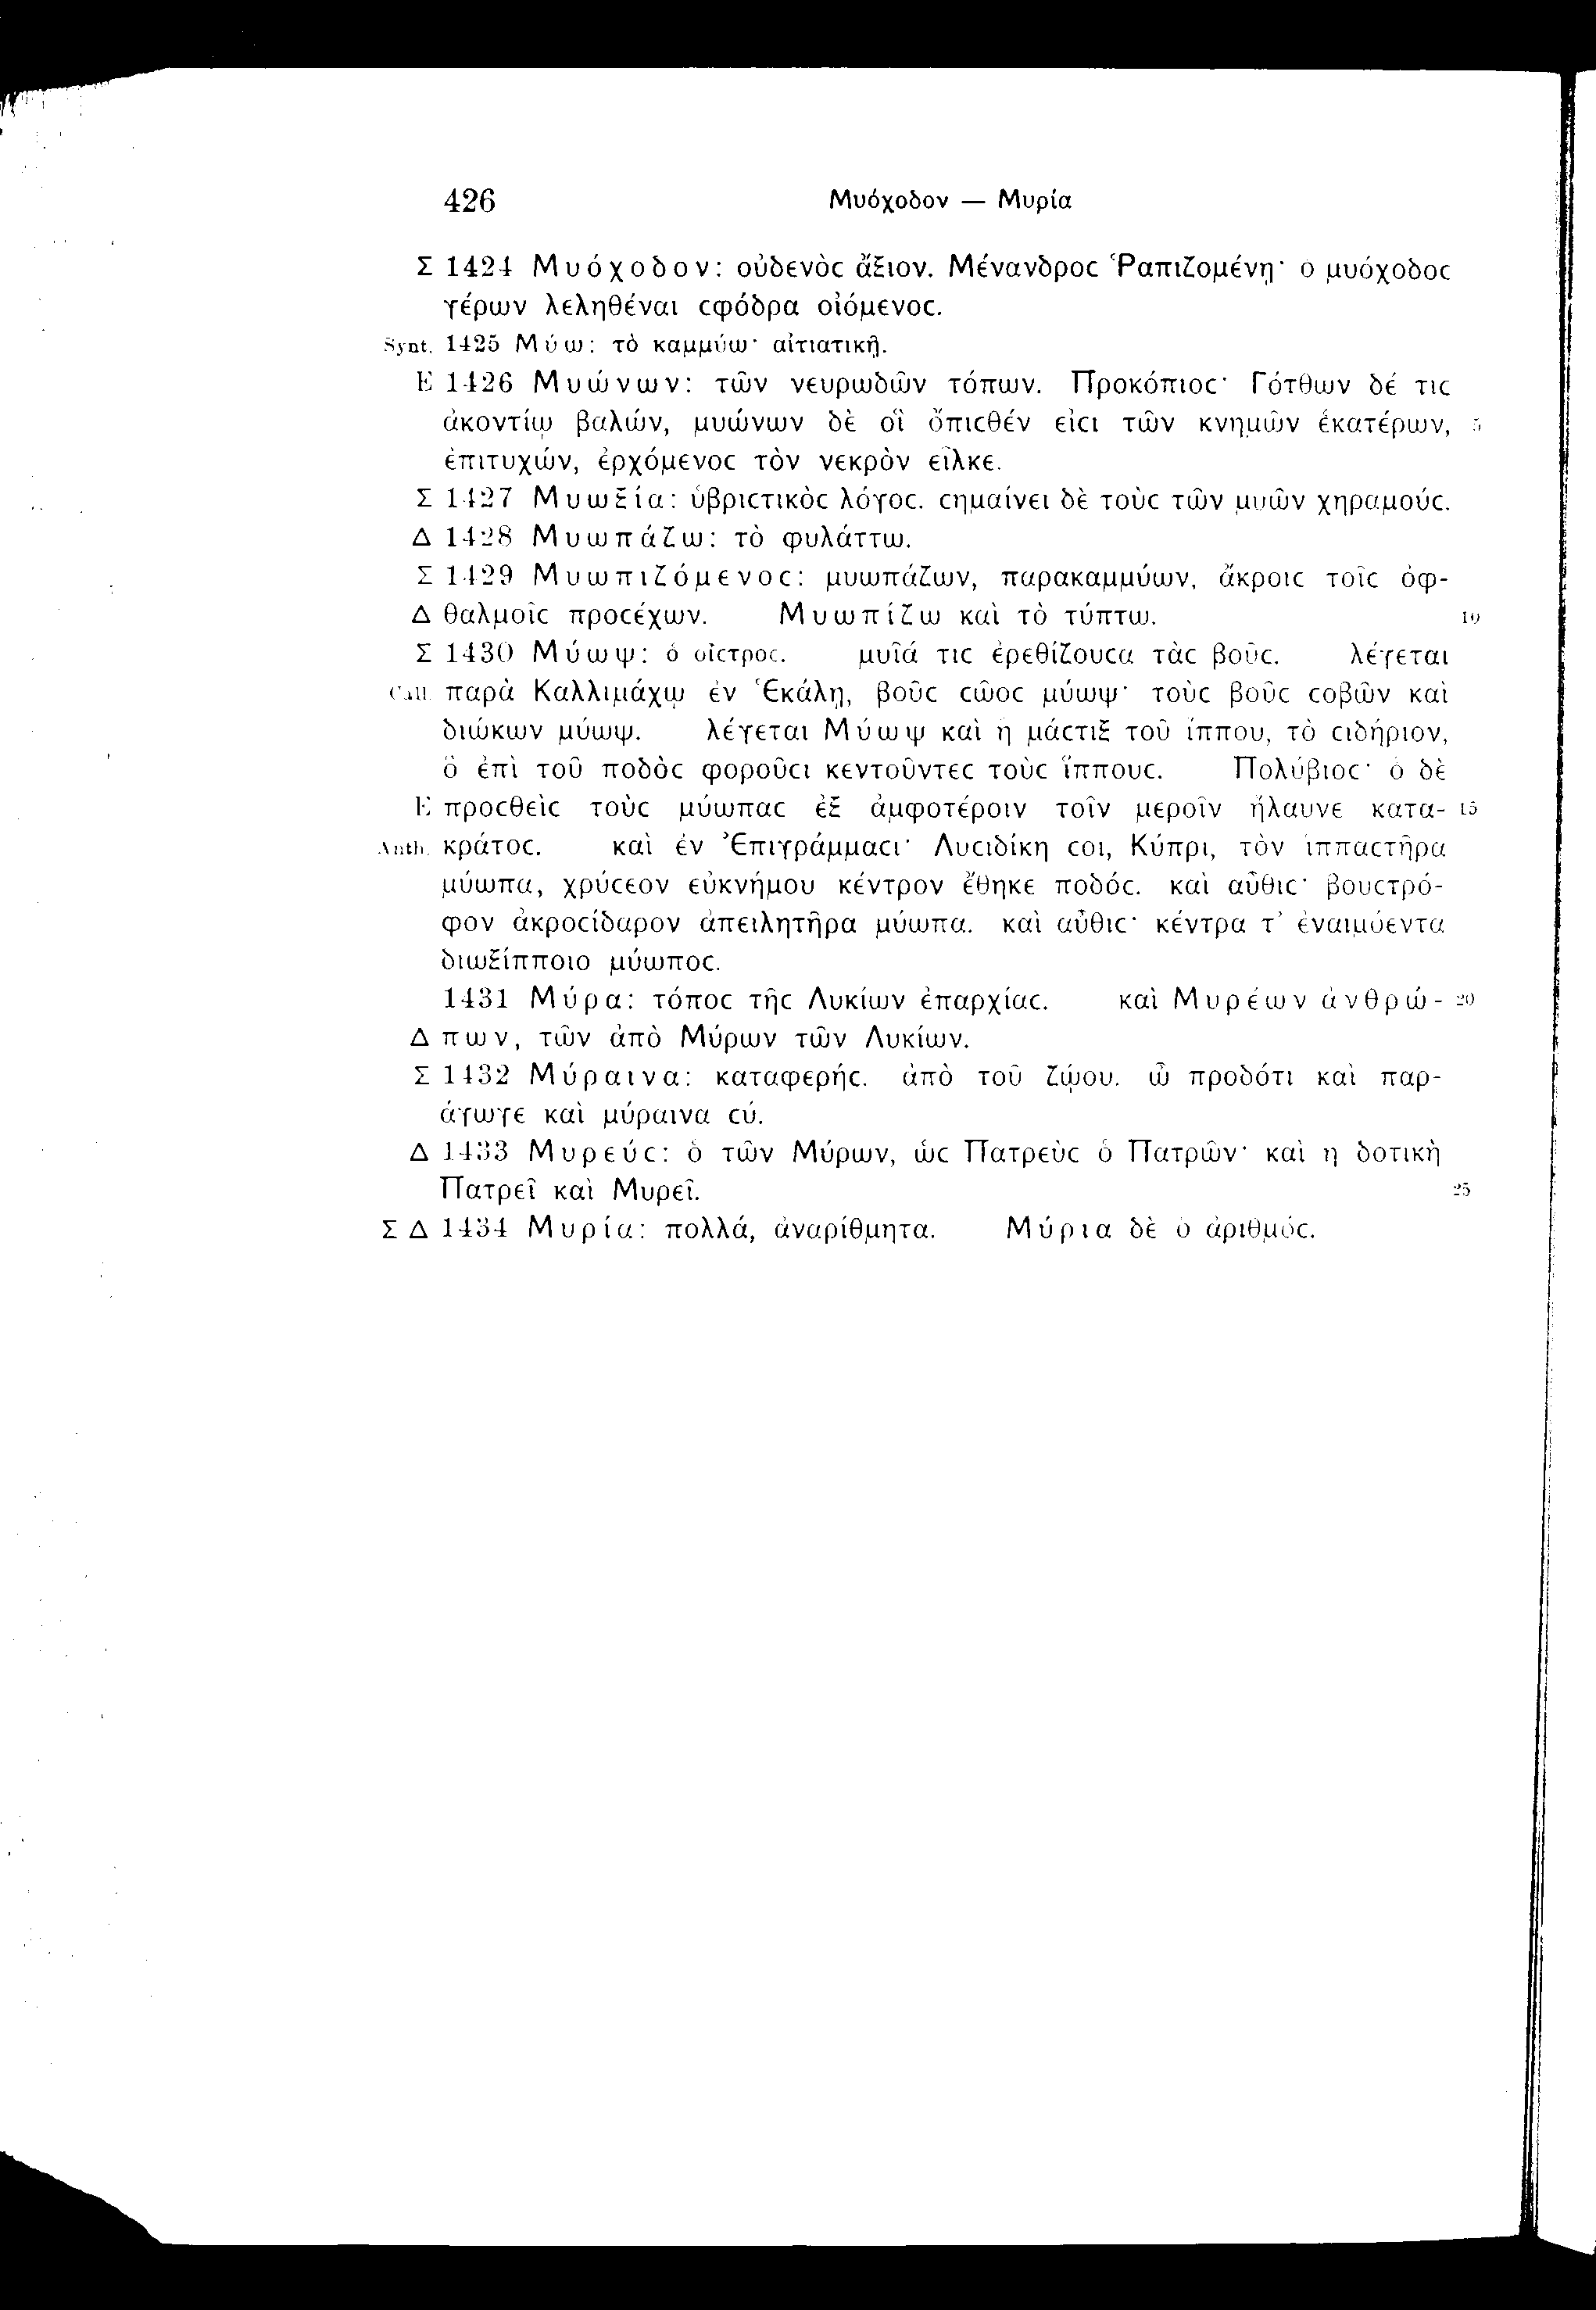 426 Μυόχοδον — Μυρία
Σ 1424 Μυόχοδον: οὐδενὸϲ ἄξιον. Μένανδροϲ Ῥαπιζομένῃ· ὁ μυόχοδοϲ
γέρων λεληθέναι ϲφόδρα οἰόμενοϲ.
Synt. 1425 Μύω: τὸ καμμύω· αἰτιατικῇ.
E 1426 Μυώνων: τῶν νευρωδῶν τόπων. Προκόπιοϲ· Γότθων δέ τιϲ
ἀκοντίῳ βαλών, μυώνων δὲ οἳ ὄπιϲθέν εἰϲι τῶν κνημῶν ἑκατέρων, 5
ἐπιτυχών, ἐρχόμενοϲ τὸν νεκρὸν εἷλκε.
Σ 1427 Μυωξία: ὑβριϲτικὸϲ λόγοϲ. ϲημαίνει δὲ τοὺϲ τῶν μυῶν χηραμούϲ.
Δ 1428 Μυωπάζω: τὸ φυλάττω.
Σ 1429 Μυωπιζόμενοϲ: μυωπάζων, παρακαμμύων, ἄκροιϲ τοῖϲ ὀφ-
Δ θαλμοῖϲ προϲέχων. Μυωπίζω καὶ τὸ τύπτω. 10
Σ 1430 Μύωψ: ὁ οἶϲτροϲ. μυῖά τιϲ ἐρεθίζουϲα τὰϲ βοῦϲ. λέγεται
Call. παρὰ Καλλιμάχῳ ἐν Ἑκάλῃ, βοῦϲ ϲῶοϲ μύωψ· τοὺϲ βοῦϲ ϲοβῶν καὶ
διώκων μύωψ. λέγεται Μύωψ καὶ ἡ μάϲτιξ τοῦ ἵππου, τὸ ϲιδήριον,
ὃ ἐπὶ τοῦ ποδὸϲ φοροῦϲι κεντοῦντεϲ τοὺϲ ἵππουϲ. Πολύβιοϲ· ὁ δὲ
E προϲθεὶϲ τοὺϲ μύωπαϲ ἐξ ἀμφοτέροιν τοῖν μεροῖν ἤλαυνε κατα- 15
Anth. κράτοϲ. καὶ ἐν Ἐπιγράμμαϲι· Λυϲιδίκη ϲοι, Κύπρι, τὸν ἱππαϲτῆρα
μύωπα, χρύϲεον εὐκνήμου κέντρον ἔθηκε ποδόϲ. καὶ αὖθιϲ· βουϲτρό-
φον ἀκροϲίδαρον ἀπειλητῆρα μύωπα. καὶ αὖθιϲ· κέντρα τ' ἐναιμόεντα
διωξίπποιο μύωποϲ.
1431 Μύρα: τόποϲ τῆϲ Λυκίων ἐπαρχίαϲ. καὶ Μυρέων ἀνθρώ- 20
Δ πων, τῶν ἀπὸ Μύρων τῶν Λυκίων.
Σ 1432 Μύραινα: καταφερήϲ. ἀπὸ τοῦ ζῴου. ὦ προδότι καὶ παρ-
άγωγε καὶ μύραινα ϲύ.
Δ 1433 Μυρεύϲ: ὁ τῶν Μύρων, ὡϲ Πατρεὺϲ ὁ Πατρῶν· καὶ ἡ δοτικὴ
Πατρεῖ καὶ Μυρεῖ. 25
Σ Δ 1434 Μυρία: πολλά, ἀναρίθμητα. Μύρια δὲ ὁ ἀριθμόϲ.